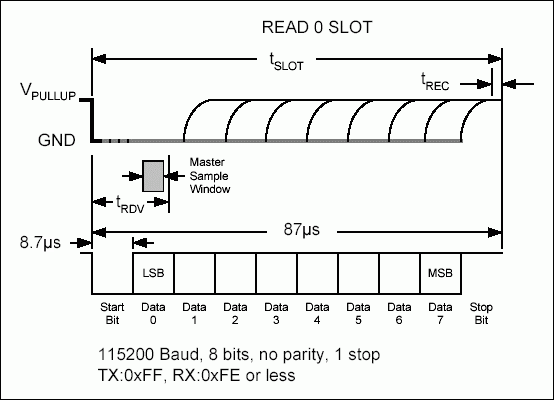 READ 0 SLOT
tSLOT
tREC
VPULLUP
GND
Master
Sample
Window
tRDV
87µs
8.7µs
LSB
MSB
Start Bit
Data 0
Data 1
Data 2
Data 3
Data 4
Data 5
Data 6
Data 7
Stop Bit
115200 Baud, 8 bits, no parity, 1 stop
TX:0xFF, RX:0xFE or less